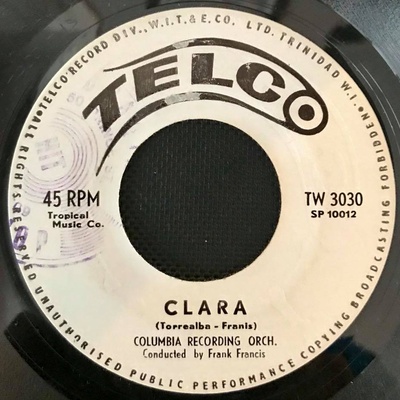 •TELCO RECORD DIV., W.I.T. & E. CO. LTD. TRINIDAD W.I.•
TELCO
45 RPM
Tropical
Music Co.
TW 3030
SP 10012
CLARA
(Torrealba - Franis)
COLUMBIA RECORDING ORCH.
Conducted by Frank Francis
ALL RIGHTS RESERVED UNAUTHORISED PUBLIC PERFORMANCE COPYING BROADCASTING FORBIDDEN•